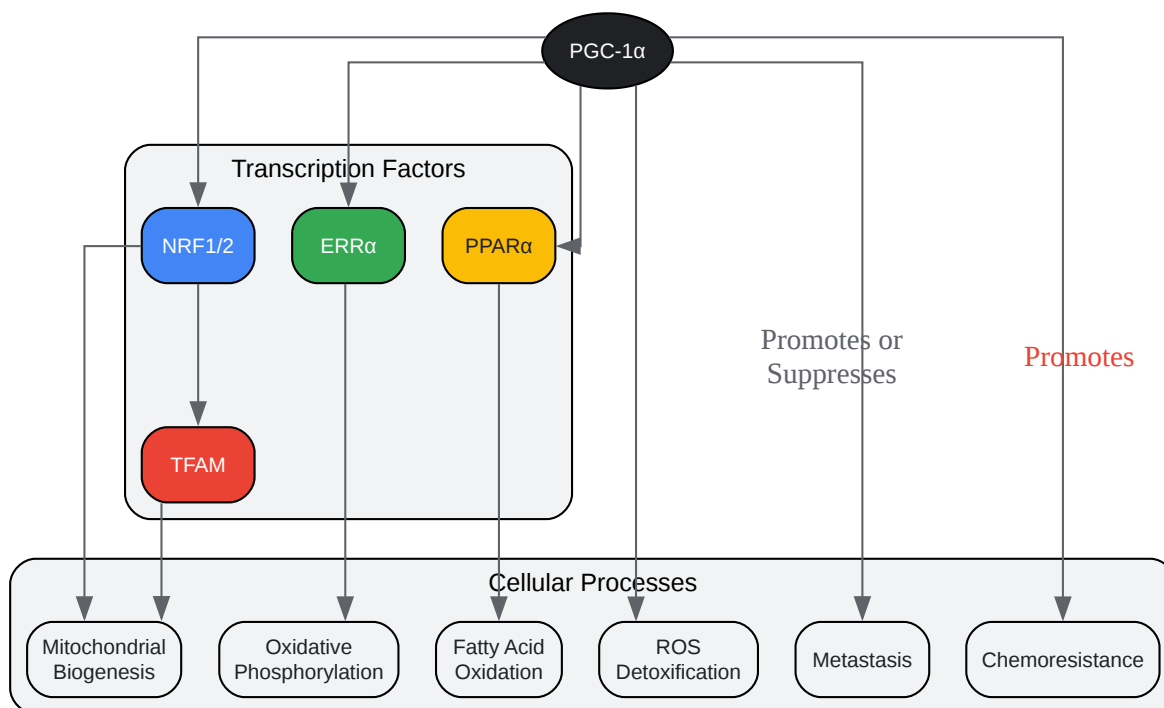 PGC-1α
Transcription Factors
NRF1/2
ERRα
PPARα
Promotes or
Suppresses
Promotes
TFAM
Cellular Processes
Mitochondrial
Biogenesis
Oxidative
Phosphorylation
Fatty Acid
Oxidation
ROS
Detoxification
Metastasis
Chemoresistance